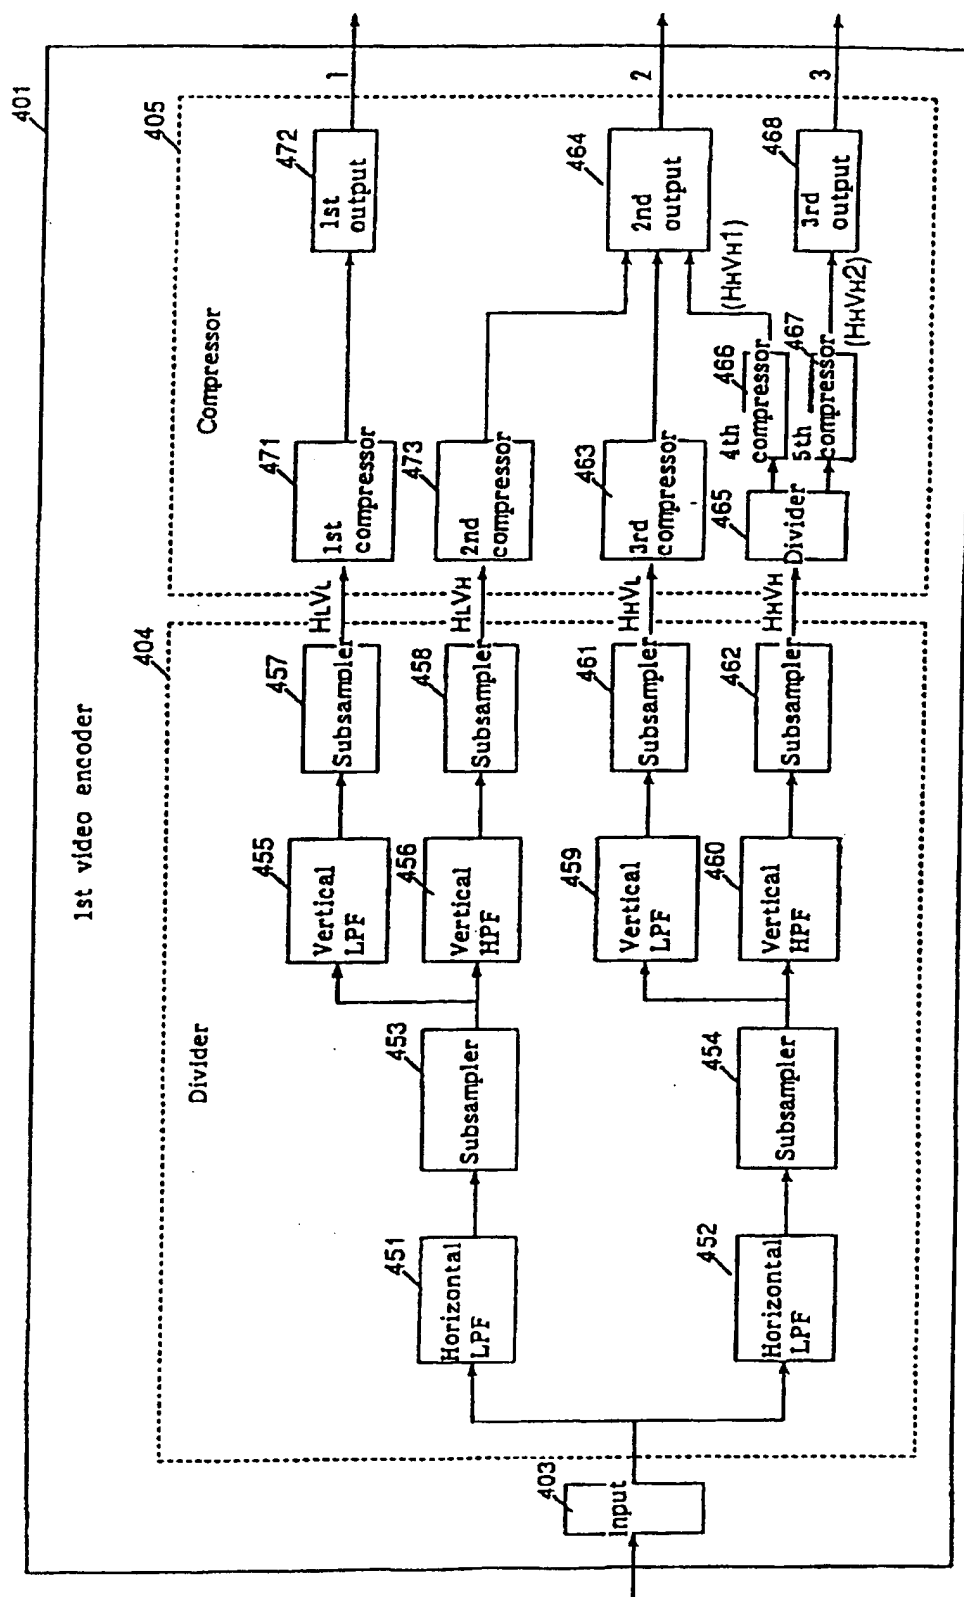 401
1st video encoder
404
Divider
405
Compressor
403
Input
451
Horizontal
LPF
452
Horizontal
LPF
453
Subsampler
454
Subsampler
455
Vertical
LPF
456
Vertical
HPF
459
Vertical
LPF
460
Vertical
HPF
457
Subsampler
458
Subsampler
461
Subsampler
462
Subsampler
HLVL
HLVH
HHVL
HHVH
471
1st
compressor
473
2nd
compressor
463
3rd
compressor
465
Divider
4th 466
compressor
5th 467
compressor
(HHVH1)
(HHVH2)
472
1st
output
464
2nd
output
468
3rd
output
1
2
3